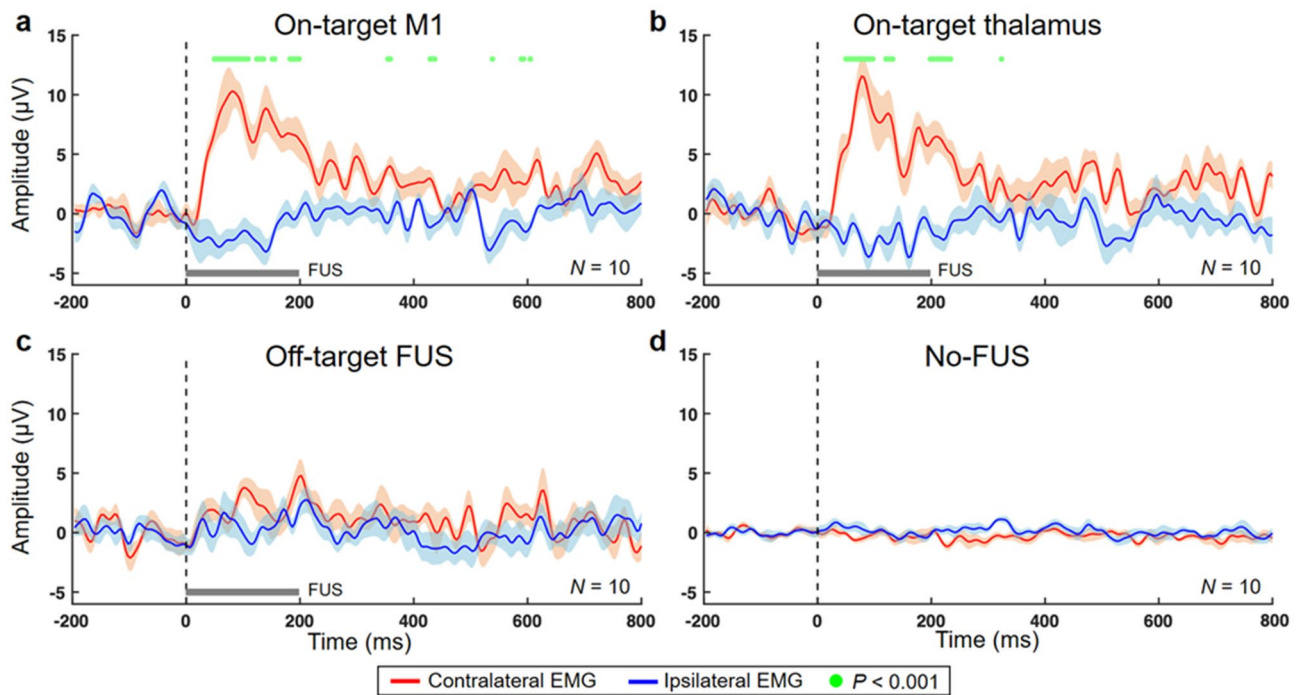 a On-target M1
15
10
5
0
-5
Amplitude (μV)
FUS
N = 10
-200 0 200 400 600 800
b On-target thalamus
15
10
5
0
-5
FUS
N = 10
-200 0 200 400 600 800
c Off-target FUS
15
10
5
0
-5
Amplitude (μV)
FUS
N = 10
-200 0 200 400 600 800
Time (ms)
d No-FUS
15
10
5
0
-5
N = 10
-200 0 200 400 600 800
Time (ms)
Contralateral EMG Ipsilateral EMG P < 0.001